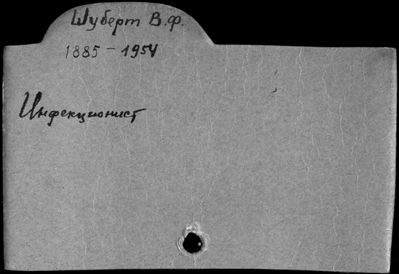 Шуберт В.Ф.
1885 - 1954
Инфекционист